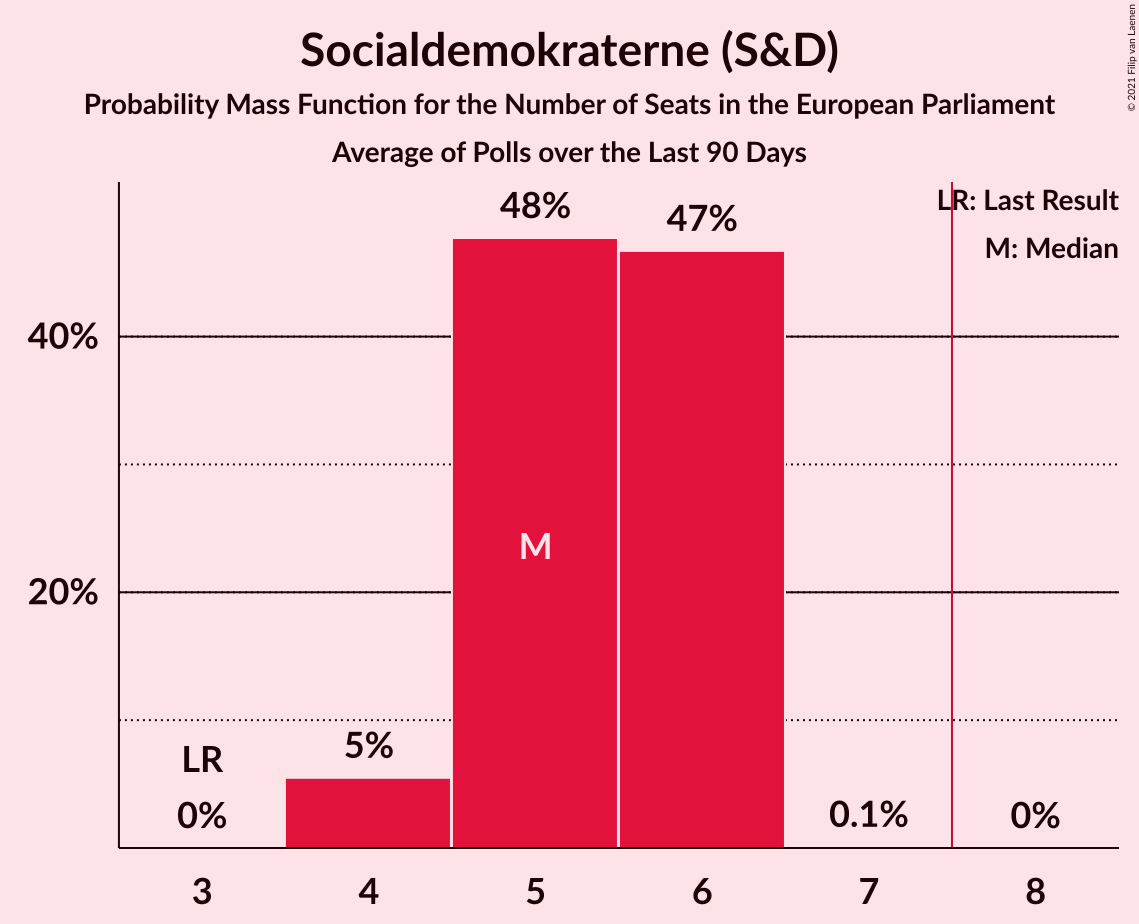 Socialdemokraterne (S&D)
Probability Mass Function for the Number of Seats in the European Parliament
Average of Polls over the Last 90 Days
© 2021 Filip van Laenen
LR: Last Result
M: Median
48%
47%
40%
M
20%
5%
LR
0%
0.1%
0%
3 4 5 6 7 8